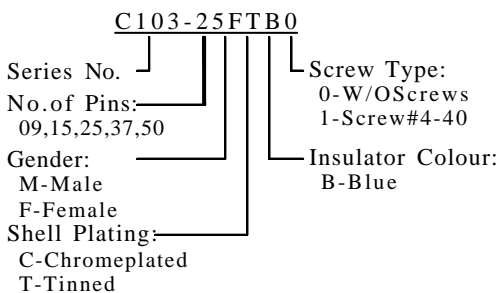 C103-25FTB0
Series No.
No.of Pins:
09,15,25,37,50
Gender:
M-Male
F-Female
Shell Plating:
C-Chromeplated
T-Tinned
Screw Type:
0-W/OScrews
1-Screw#4-40
Insulator Colour:
B-Blue